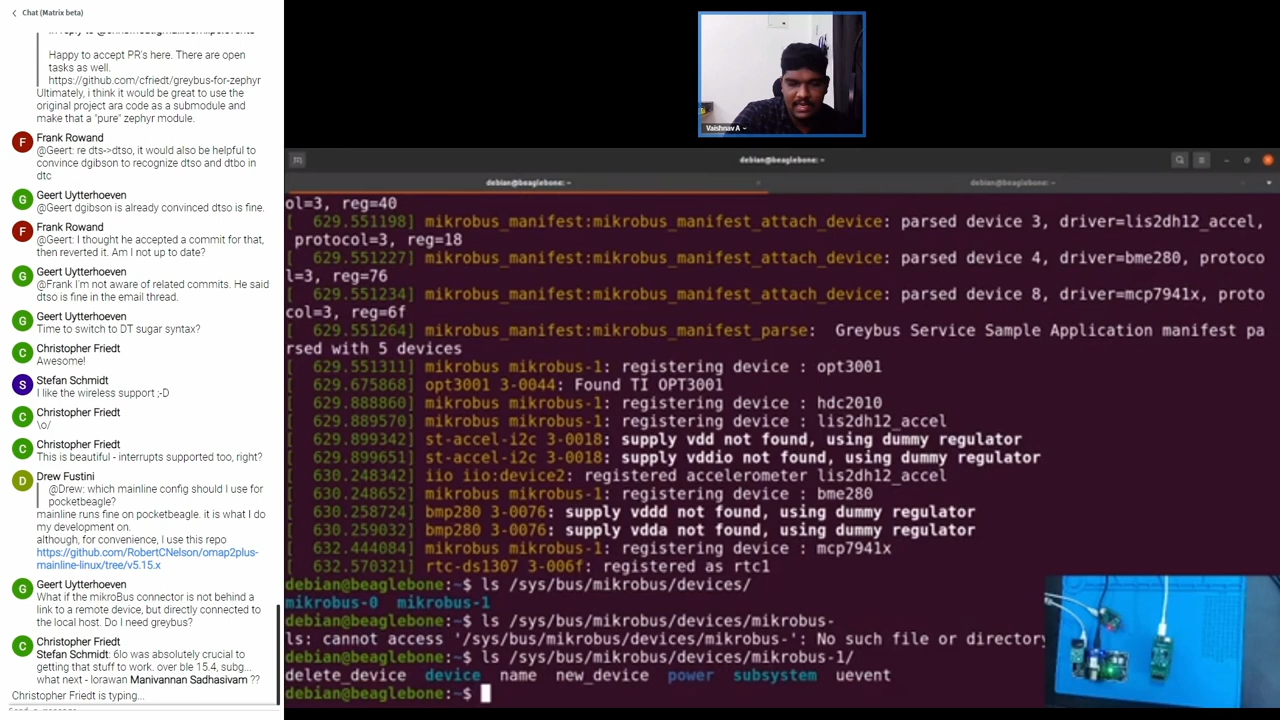 Chat (Matrix beta)
Happy to accept PR's here. There are open
tasks as well.
https://github.com/cfriedt/greybus-for-zephyr
Ultimately, i think it would be great to use the
original project ara code as a submodule and
make that a "pure" zephyr module.
F
Frank Rowand
@Geert: re dts->dtso, it would also be helpful to
convince dgibson to recognize dtso and dtbo in
dtc
G
Geert Uytterhoeven
@Geert dgibson is already convinced dtso is fine.
F
Frank Rowand
@Geert: I thought he accepted a commit for that,
then reverted it. Am I not up to date?
G
Geert Uytterhoeven
@Frank I'm not aware of related commits. He said
dtso is fine in the email thread.
G
Geert Uytterhoeven
Time to switch to DT sugar syntax?
C
Christopher Friedt
Awesome!
S
Stefan Schmidt
I like the wireless support ;-D
C
Christopher Friedt
\o/
C
Christopher Friedt
This is beautiful - interrupts supported too, right?
D
Drew Fustini
@Drew: which mainline config should I use for
pocketbeagle?
mainline runs fine on pocketbeagle. it is what I do
my development on.
although, for convenience, I use this repo
https://github.com/RobertCNelson/omap2plus-
mainline-linux/tree/v5.15.x
G
Geert Uytterhoeven
What if the mikroBus connector is not behind a
link to a remote device, but directly connected to
the local host. Do I need greybus?
C
Christopher Friedt
Stefan Schmidt: 6lo was absolutely crucial to
getting that stuff to work. over ble 15.4, subg...
what next - lorawan Manivannan Sadhasivam ??
Christopher Friedt is typing...
Vaishnav A
debian@beaglebone: ~
debian@beaglebone: ~
debian@beaglebone: ~
ol=3, reg=40
[  629.551198] mikrobus_manifest:mikrobus_manifest_attach_device: parsed device 3, driver=lis2dh12_accel,
 protocol=3, reg=18
[  629.551227] mikrobus_manifest:mikrobus_manifest_attach_device: parsed device 4, driver=bme280, protoco
l=3, reg=76
[  629.551234] mikrobus_manifest:mikrobus_manifest_attach_device: parsed device 8, driver=mcp7941x, proto
col=3, reg=6f
[  629.551264] mikrobus_manifest:mikrobus_manifest_parse:  Greybus Service Sample Application manifest pa
rsed with 5 devices
[  629.551311] mikrobus mikrobus-1: registering device : opt3001
[  629.675868] opt3001 3-0044: Found TI OPT3001
[  629.888860] mikrobus mikrobus-1: registering device : hdc2010
[  629.889570] mikrobus mikrobus-1: registering device : lis2dh12_accel
[  629.899342] st-accel-i2c 3-0018: supply vdd not found, using dummy regulator
[  629.899651] st-accel-i2c 3-0018: supply vddio not found, using dummy regulator
[  630.248342] iio iio:device2: registered accelerometer lis2dh12_accel
[  630.248652] mikrobus mikrobus-1: registering device : bme280
[  630.258724] bmp280 3-0076: supply vddd not found, using dummy regulator
[  630.259032] bmp280 3-0076: supply vdda not found, using dummy regulator
[  632.444084] mikrobus mikrobus-1: registering device : mcp7941x
[  632.570321] rtc-ds1307 3-006f: registered as rtc1
debian@beaglebone:~$ ls /sys/bus/mikrobus/devices/
mikrobus-0  mikrobus-1
debian@beaglebone:~$ ls /sys/bus/mikrobus/devices/mikrobus-
ls: cannot access '/sys/bus/mikrobus/devices/mikrobus-': No such file or directory
debian@beaglebone:~$ ls /sys/bus/mikrobus/devices/mikrobus-1/
delete_device  device  name  new_device  power  subsystem  uevent
debian@beaglebone:~$